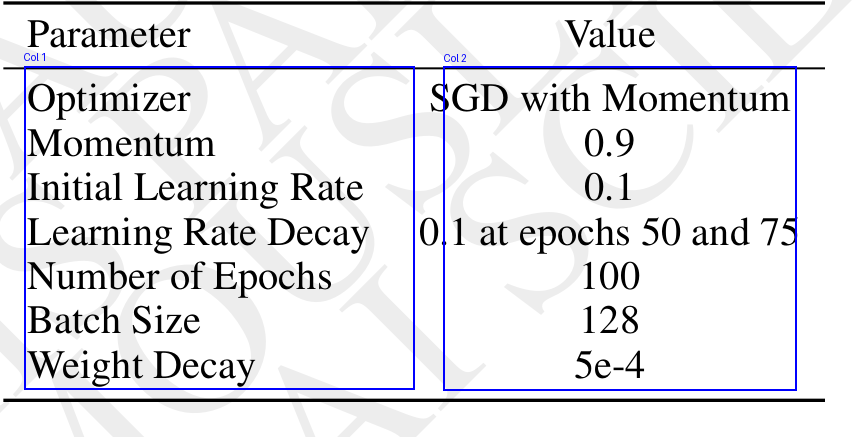 Parameter Value
Col 1 Col 2
Optimizer SGD with Momentum
Momentum 0.9
Initial Learning Rate 0.1
Learning Rate Decay 0.1 at epochs 50 and 75
Number of Epochs 100
Batch Size 128
Weight Decay 5e-4